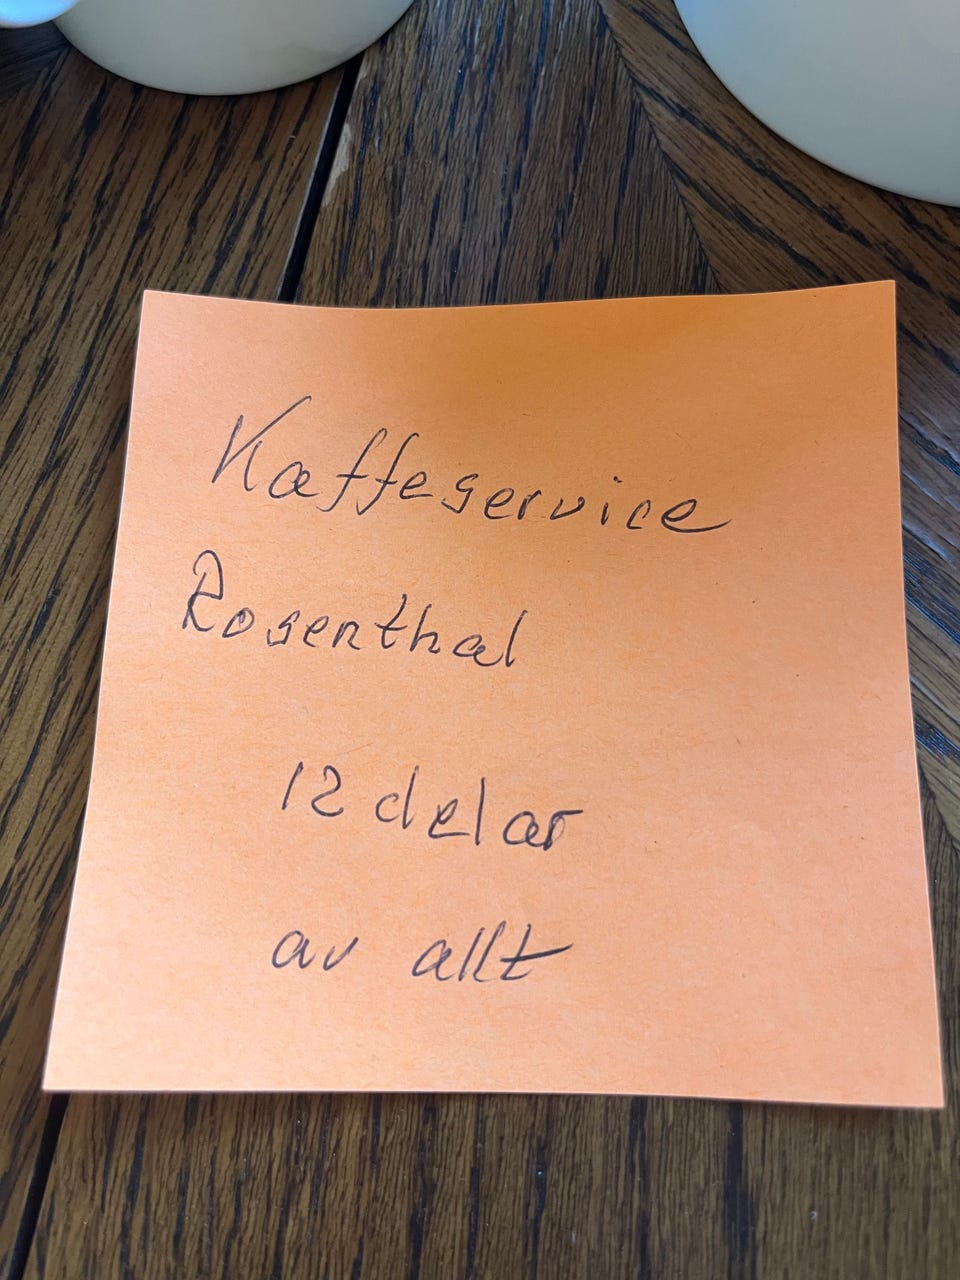 Kaffeservice
Rosenthal
12 delar
av allt